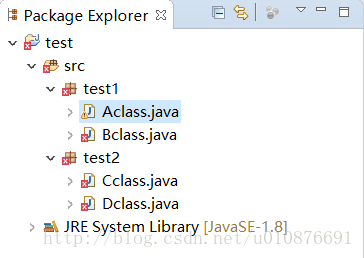 Package Explorer
test
src
test1
Aclass.java
Bclass.java
test2
Cclass.java
Dclass.java
JRE System Library [JavaSE-1.8]
http://blog.csdn.net/u010876691